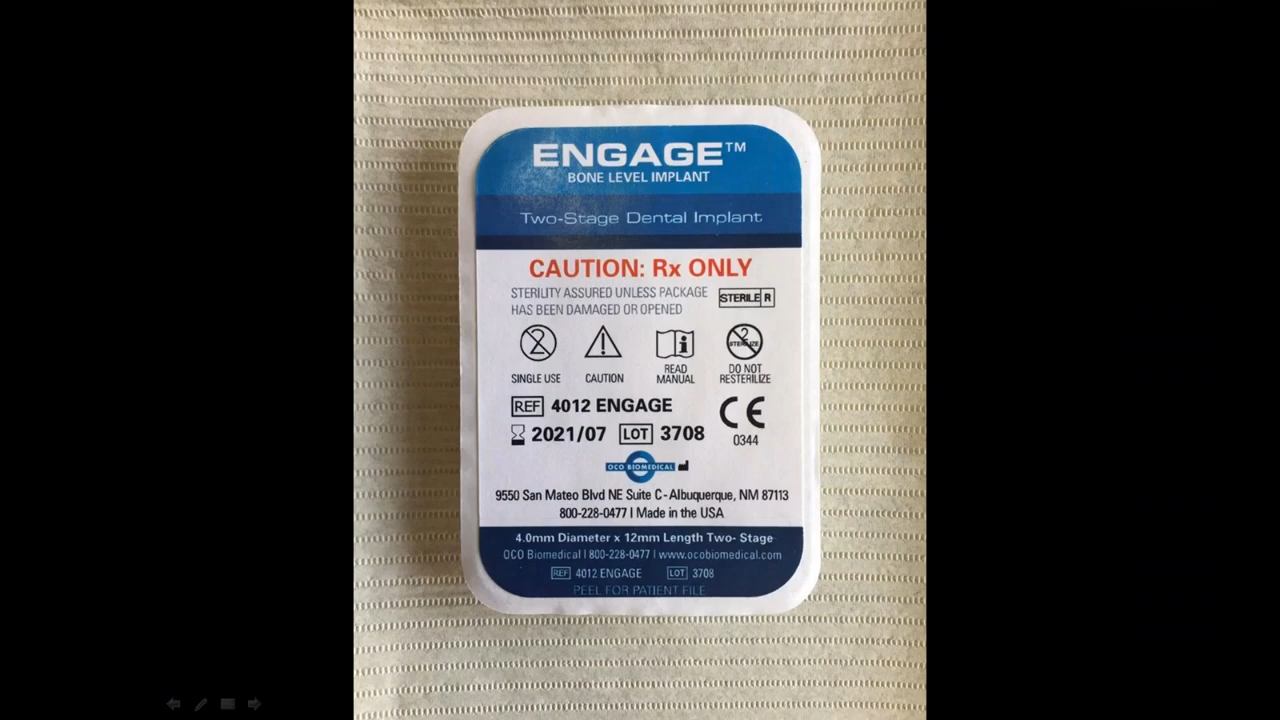 ENGAGE™
BONE LEVEL IMPLANT
Two-Stage Dental Implant
CAUTION: Rx ONLY
STERILITY ASSURED UNLESS PACKAGE
HAS BEEN DAMAGED OR OPENED
STERILE R
2
2
STERILIZE
SINGLE USE
CAUTION
READ
MANUAL
DO NOT
RESTERILIZE
REF 4012 ENGAGE
CE
2021/07 LOT 3708
0344
OCO BIOMEDICAL
9550 San Mateo Blvd NE Suite C - Albuquerque, NM 87113
800-228-0477 | Made in the USA
4.0mm Diameter x 12mm Length Two- Stage
OCO Biomedical | 800-228-0477 | www.ocobiomedical.com
REF 4012 ENGAGE LOT 3708
PEEL FOR PATIENT FILE